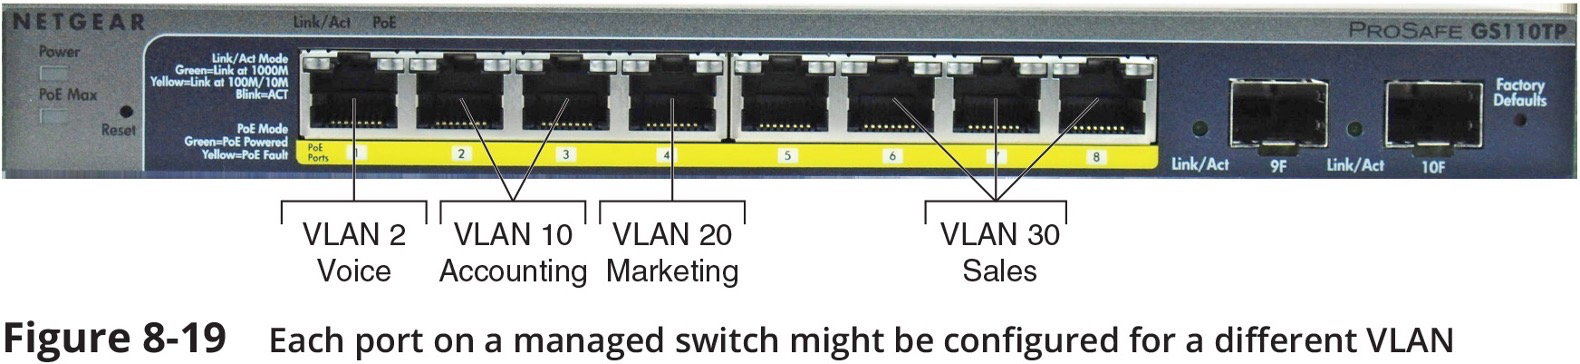 NETGEAR
Link/Act PoE
ProSafe GS110TP
Power
PoE Max
Reset
Link/Act Mode
Green=Link at 1000M
Yellow=Link at 100M/10M
Blink=ACT
PoE Mode
Green=PoE Powered
Yellow=PoE Fault
PoE
Ports
1 2 3 4 5 6 7 8
Link/Act 9F Link/Act 10F
Factory
Defaults
VLAN 2
Voice
VLAN 10
Accounting
VLAN 20
Marketing
VLAN 30
Sales
Figure 8-19 Each port on a managed switch might be configured for a different VLAN